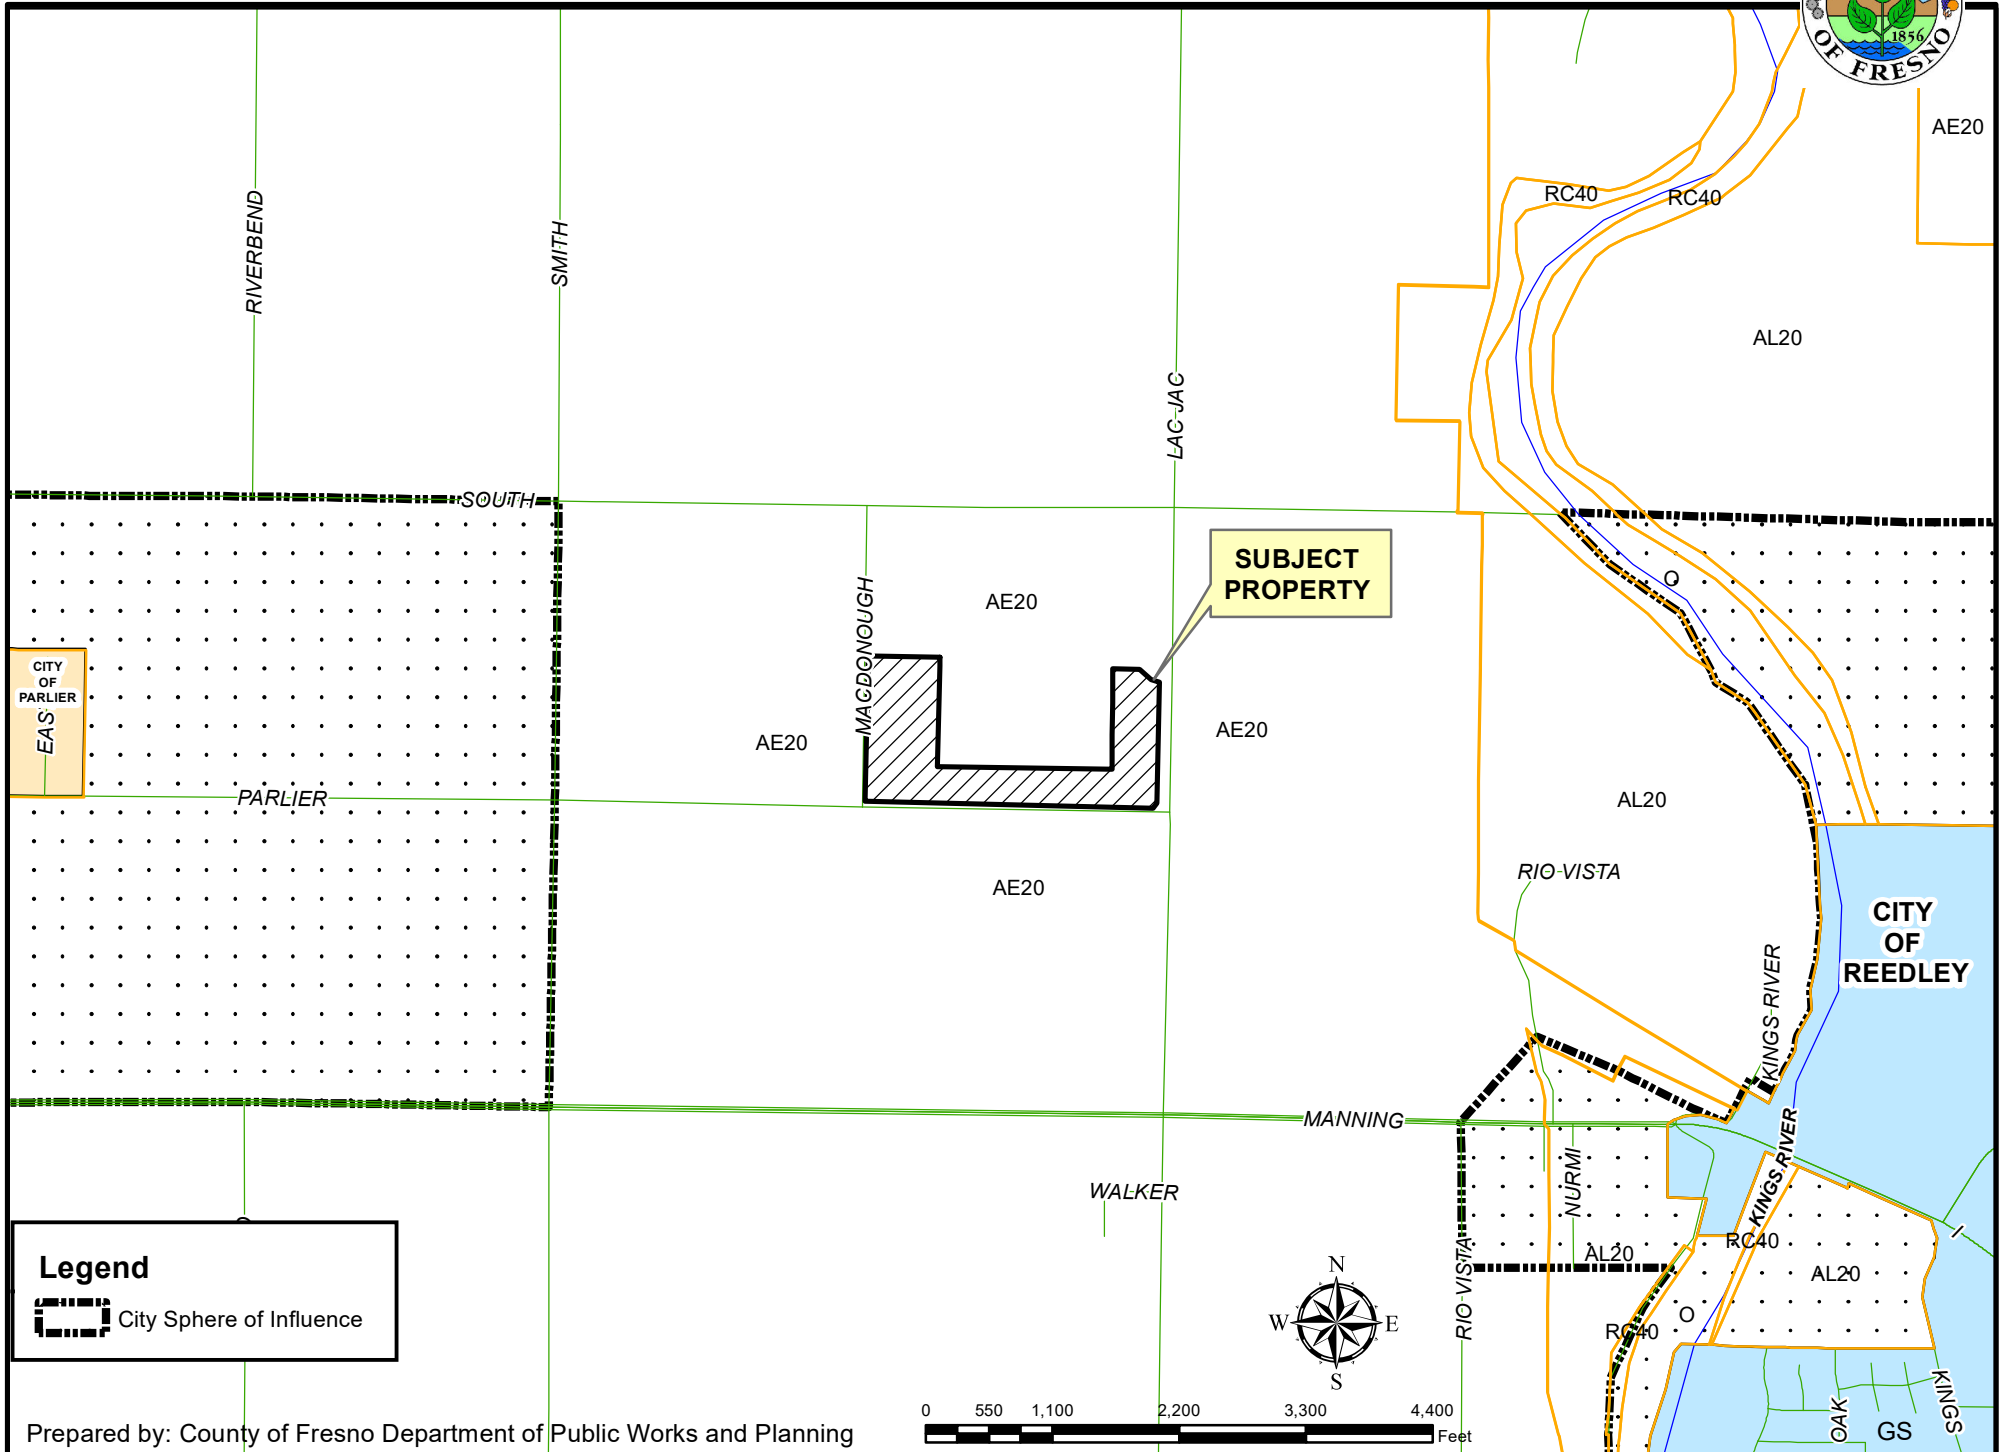 1856
OF FRESNO
AE20
RC40
RC40
RIVERBEND
SMITH
AL20
LAC JAC
SOUTH
SUBJECT
PROPERTY
MACDONOUGH
AE20
O
CITY
OF
PARLIER
EAS
AE20
AE20
PARLIER
AL20
RIO VISTA
AE20
CITY
OF
REEDLEY
KINGS RIVER
MANNING
KINGS RIVER
NURMI
WALKER
RC40
I
AL20
AL20
RIO VISTA
O
RC40
Legend
City Sphere of Influence
N
W
E
S
OAK
KINGS
GS
0 550 1,100 2,200 3,300 4,400
Feet
Prepared by: County of Fresno Department of Public Works and Planning